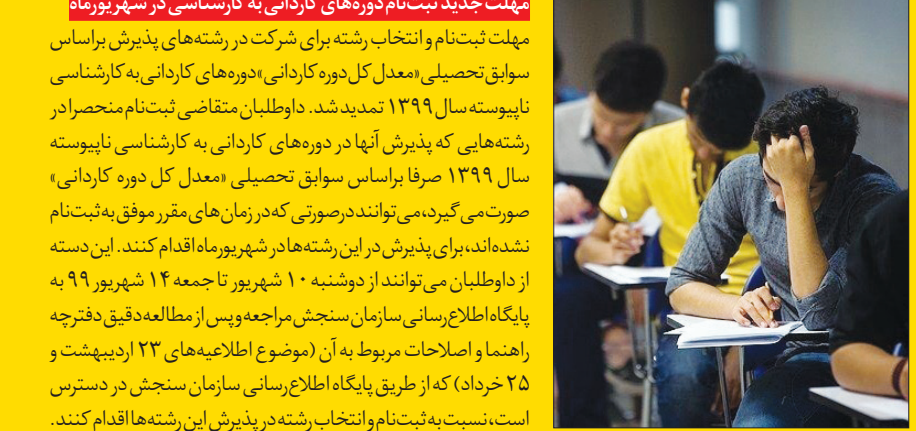 مهلت جدید ثبت‌نام دوره‌های کاردانی به کارشناسی در شهریورماه
مهلت ثبت‌نام و انتخاب رشته برای شرکت در رشته‌های پذیرش براساس
سوابق تحصیلی «معدل کل دوره کاردانی» دوره‌های کاردانی به کارشناسی
ناپیوسته سال ۱۳۹۹ تمدید شد. داوطلبان متقاضی ثبت‌نام منحصرا در
رشته‌هایی که پذیرش آنها در دوره‌های کاردانی به کارشناسی ناپیوسته
سال ۱۳۹۹ صرفا براساس سوابق تحصیلی «معدل کل دوره کاردانی»
صورت می گیرد، می‌توانند درصورتی که در زمان‌های مقرر موفق به ثبت‌نام
نشده‌اند، برای پذیرش در این رشته‌ها در شهریورماه اقدام کنند. این دسته
از داوطلبان می‌توانند از دوشنبه ۱۰ شهریور تا جمعه ۱۴ شهریور ۹۹ به
پایگاه اطلاع‌رسانی سازمان سنجش مراجعه و پس از مطالعه دقیق دفترچه
راهنما و اصلاحات مربوط به آن (موضوع اطلاعیه‌های ۲۳ اردیبهشت و
۲۵ خرداد) که از طریق پایگاه اطلاع‌رسانی سازمان سنجش در دسترس
است، نسبت به ثبت‌نام و انتخاب رشته در پذیرش این رشته‌ها اقدام کنند.